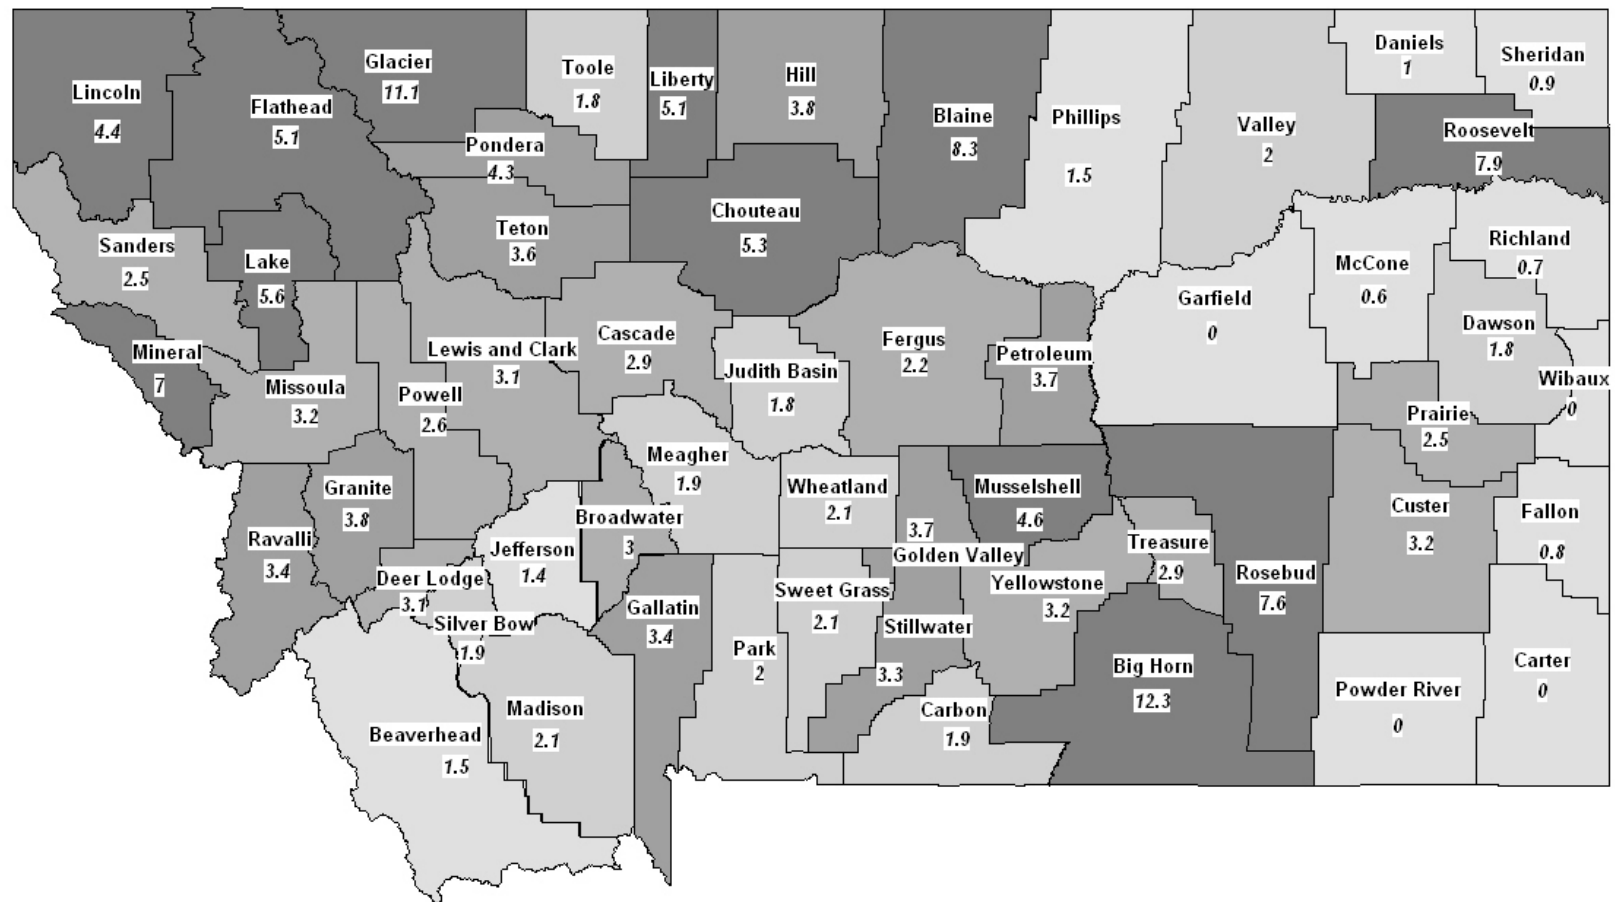 Lincoln
4.4
Flathead
5.1
Glacier
11.1
Toole
1.8
Liberty
5.1
Hill
3.8
Blaine
8.3
Phillips
1.5
Valley
2
Daniels
1
Sheridan
0.9
Roosevelt
7.9
Pondera
4.3
Teton
3.6
Chouteau
5.3
Sanders
2.5
Lake
5.6
Richland
0.7
McCone
0.6
Garfield
0
Dawson
1.8
Wibaux
0
Mineral
7
Missoula
3.2
Powell
2.6
Lewis and Clark
3.1
Cascade
2.9
Judith Basin
1.8
Fergus
2.2
Petroleum
3.7
Prairie
2.5
Meagher
1.9
Wheatland
2.1
Musselshell
4.6
Custer
3.2
Fallon
0.8
Ravalli
3.4
Granite
3.8
Deer Lodge
3.1
Jefferson
1.4
Broadwater
3
3.7
Golden Valley
Treasure
2.9
Rosebud
7.6
Yellowstone
3.2
Silver Bow
1.9
Gallatin
3.4
Park
2
Sweet Grass
2.1
Stillwater
3.3
Big Horn
12.3
Powder River
0
Carter
0
Beaverhead
1.5
Madison
2.1
Carbon
1.9